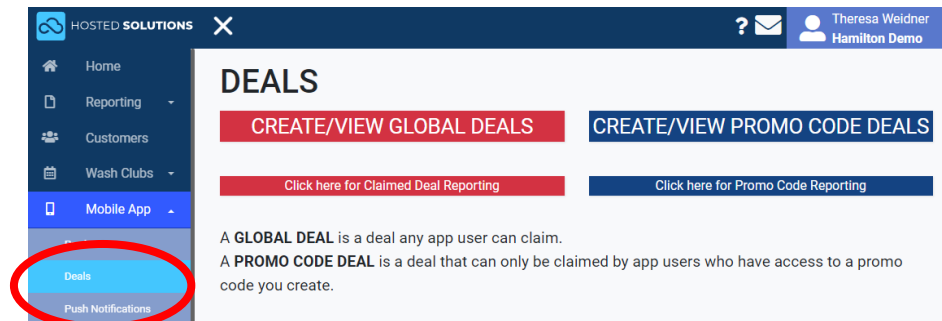 HOSTED SOLUTIONS
?
Theresa Weidner
Hamilton Demo
Home
Reporting
Customers
Wash Clubs
Mobile App
Deals
Push Notifications
DEALS
CREATE/VIEW GLOBAL DEALS
CREATE/VIEW PROMO CODE DEALS
Click here for Claimed Deal Reporting
Click here for Promo Code Reporting
A GLOBAL DEAL is a deal any app user can claim.
A PROMO CODE DEAL is a deal that can only be claimed by app users who have access to a promo
code you create.